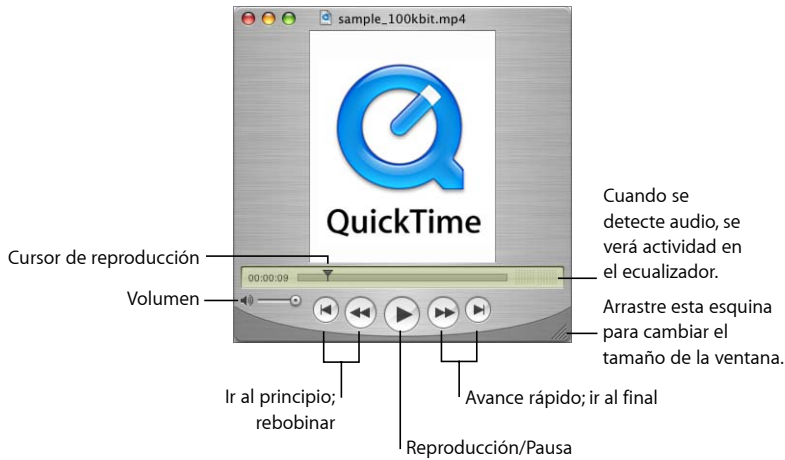 sample_100kbit.mp4
QuickTime
Cuando se
detecte audio, se
verá actividad en
el ecualizador.
Cursor de reproducción
00:00:09
Volumen
Arrastre esta esquina
para cambiar el
tamaño de la ventana.
Ir al principio;
rebobinar
Avance rápido; ir al final
Reproducción/Pausa